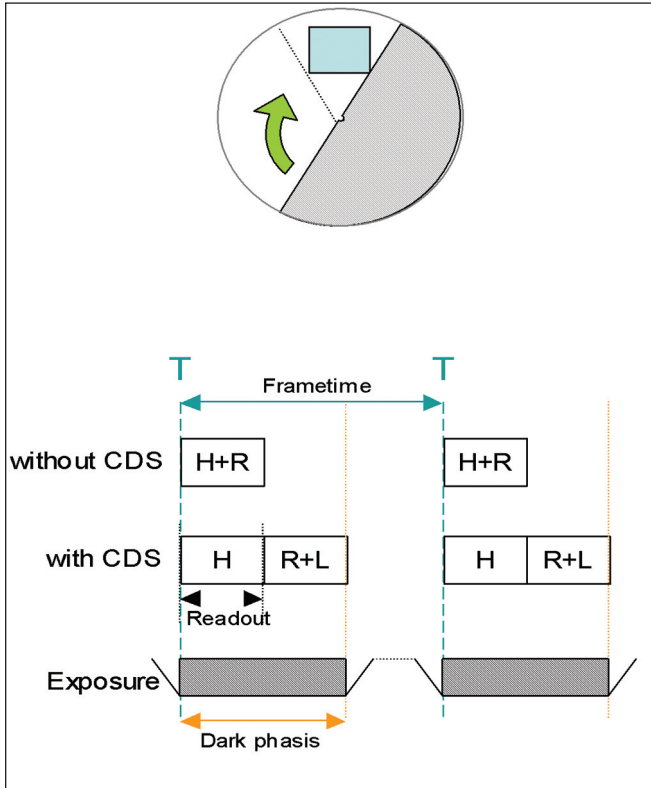 T T
Frametime
without CDS H+R H+R
with CDS H R+L H R+L
Readout
Exposure
Dark phasis